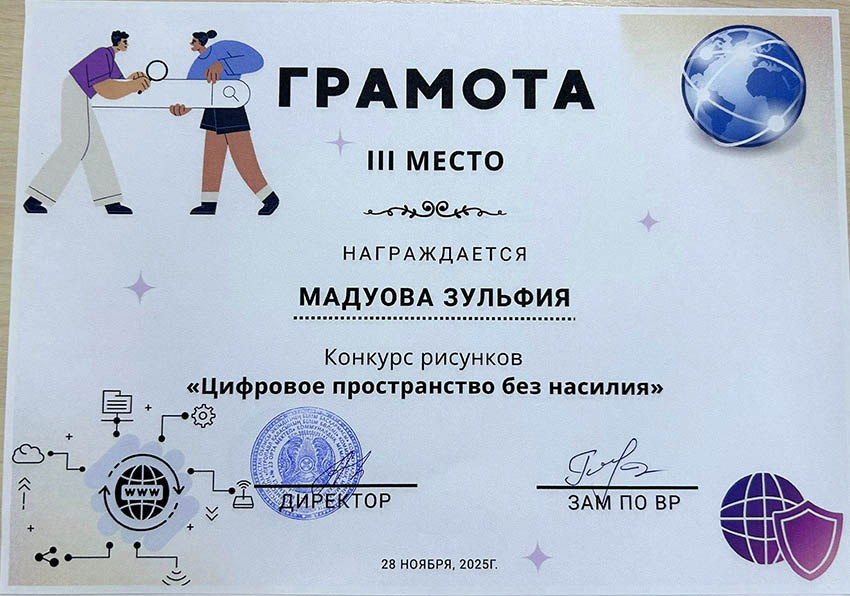 ГРАМОТА
III МЕСТО
НАГРАЖДАЕТСЯ
МАДУОВА ЗУЛЬФИЯ
Конкурс рисунков
«Цифровое пространство без насилия»
ДИРЕКТОР
ЗАМ ПО ВР
WWW
28 НОЯБРЯ, 2025Г.